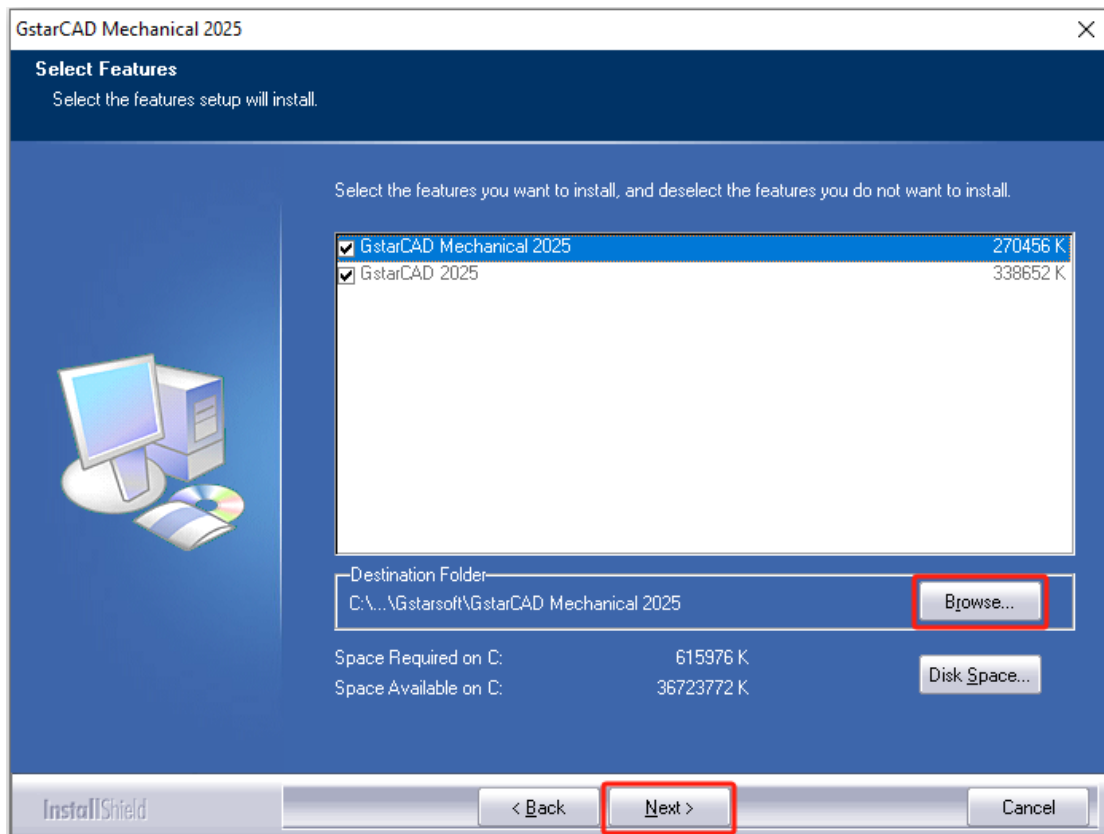 GstarCAD Mechanical 2025
Select Features
Select the features setup will install.
Select the features you want to install, and deselect the features you do not want to install.
GstarCAD Mechanical 2025 270456 K
GstarCAD 2025 338652 K
Destination Folder
C:\...\Gstarsoft\GstarCAD Mechanical 2025 Browse...
Space Required on C: 615976 K
Space Available on C: 36723772 K
Disk Space...
InstallShield < Back Next > Cancel